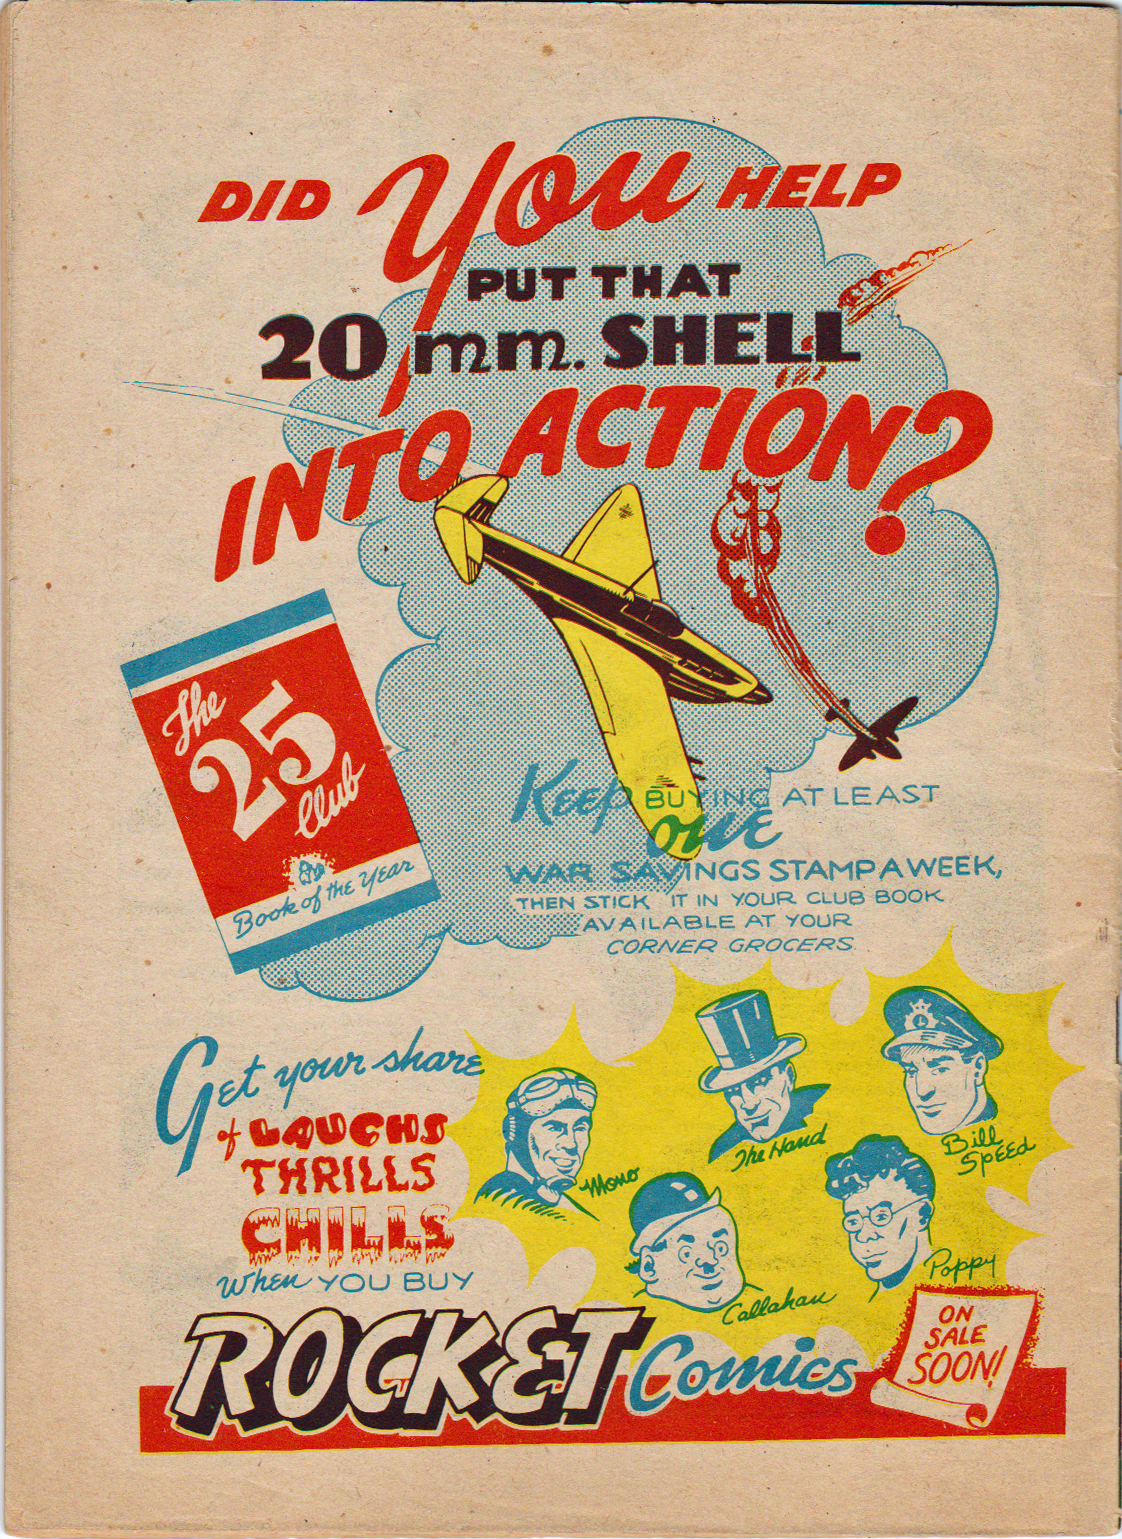 DID You HELP
PUT THAT
20 mm. SHELL
INTO ACTION?
The
25
Club
Book of the Year
KEEP BUYING AT LEAST
ONE
WAR SAVINGS STAMP A WEEK,
THEN STICK IT IN YOUR CLUB BOOK
AVAILABLE AT YOUR
CORNER GROCERS
Get your share
of LAUGHS
THRILLS
CHILLS
When YOU BUY
ROCKET Comics
Mono
The Hand
Bill
Speed
Callahan
Poppy
ON
SALE
SOON!